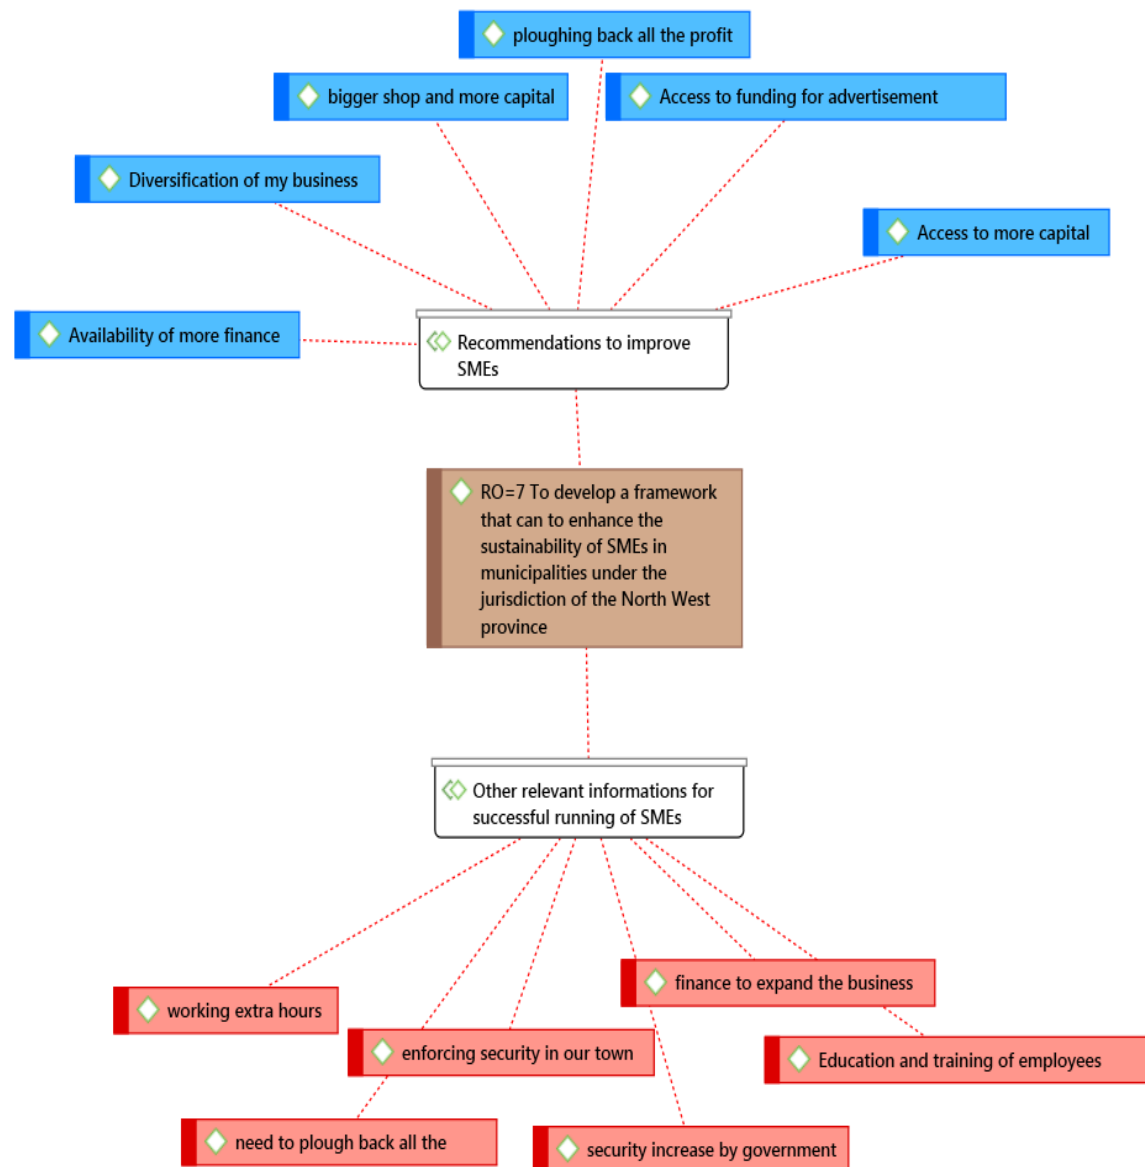 ploughing back all the profit
bigger shop and more capital
Access to funding for advertisement
Diversification of my business
Access to more capital
Availability of more finance
Recommendations to improve
SMEs
RO=7 To develop a framework
that can to enhance the
sustainability of SMEs in
municipalities under the
jurisdiction of the North West
province
Other relevant informations for
successful running of SMEs
finance to expand the business
working extra hours
enforcing security in our town
Education and training of employees
need to plough back all the
security increase by government